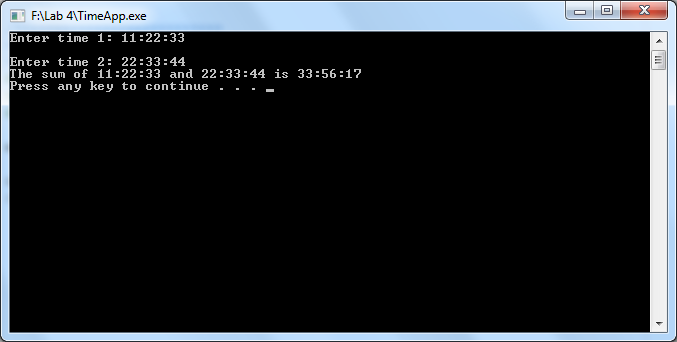 F:\Lab 4\TimeApp.exe
Enter time 1: 11:22:33
Enter time 2: 22:33:44
The sum of 11:22:33 and 22:33:44 is 33:56:17
Press any key to continue . . . _